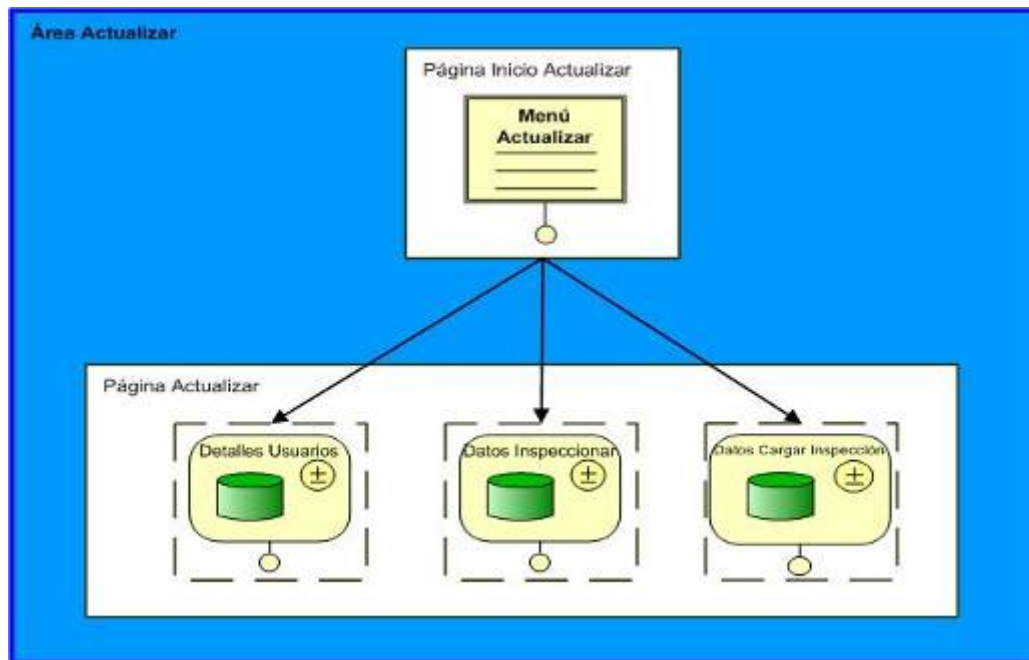 Área Actualizar
Página Inicio Actualizar
Menú
Actualizar
Página Actualizar
Detalles Usuarios
Datos Inspeccionar
Datos Cargar Inspección